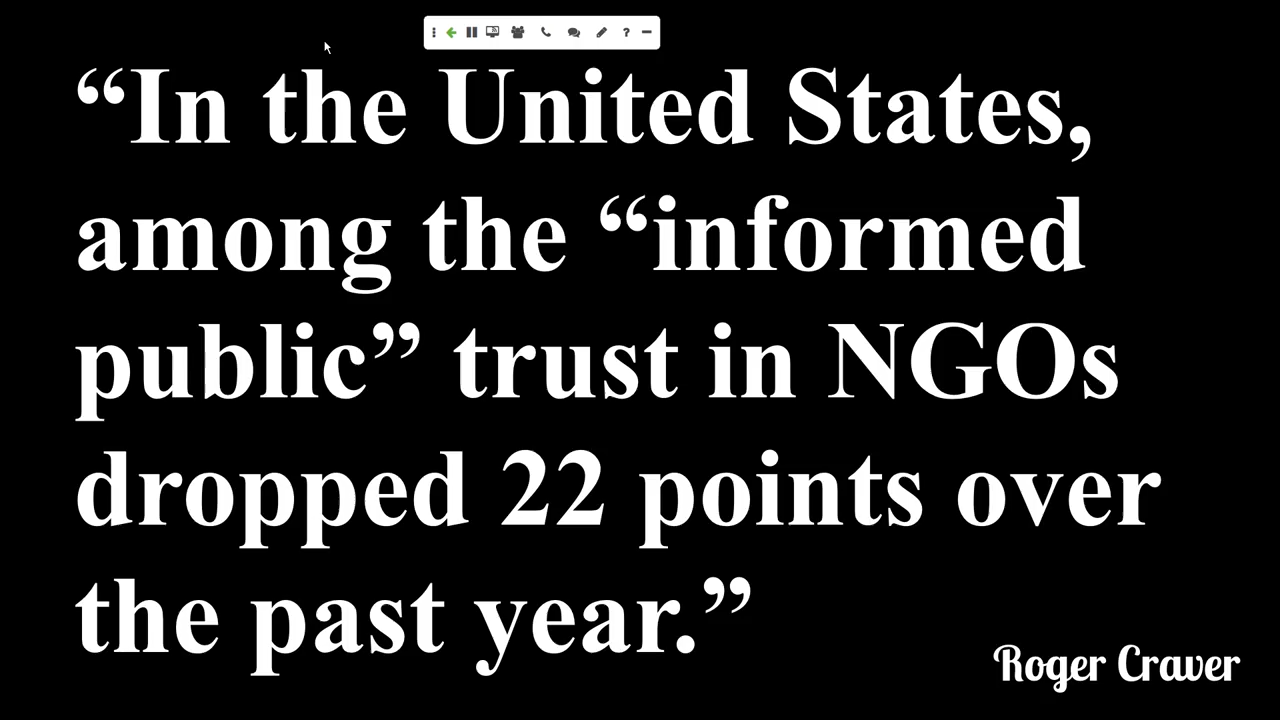 “In the United States,
among the “informed
public” trust in NGOs
dropped 22 points over
the past year.”
Roger Craver